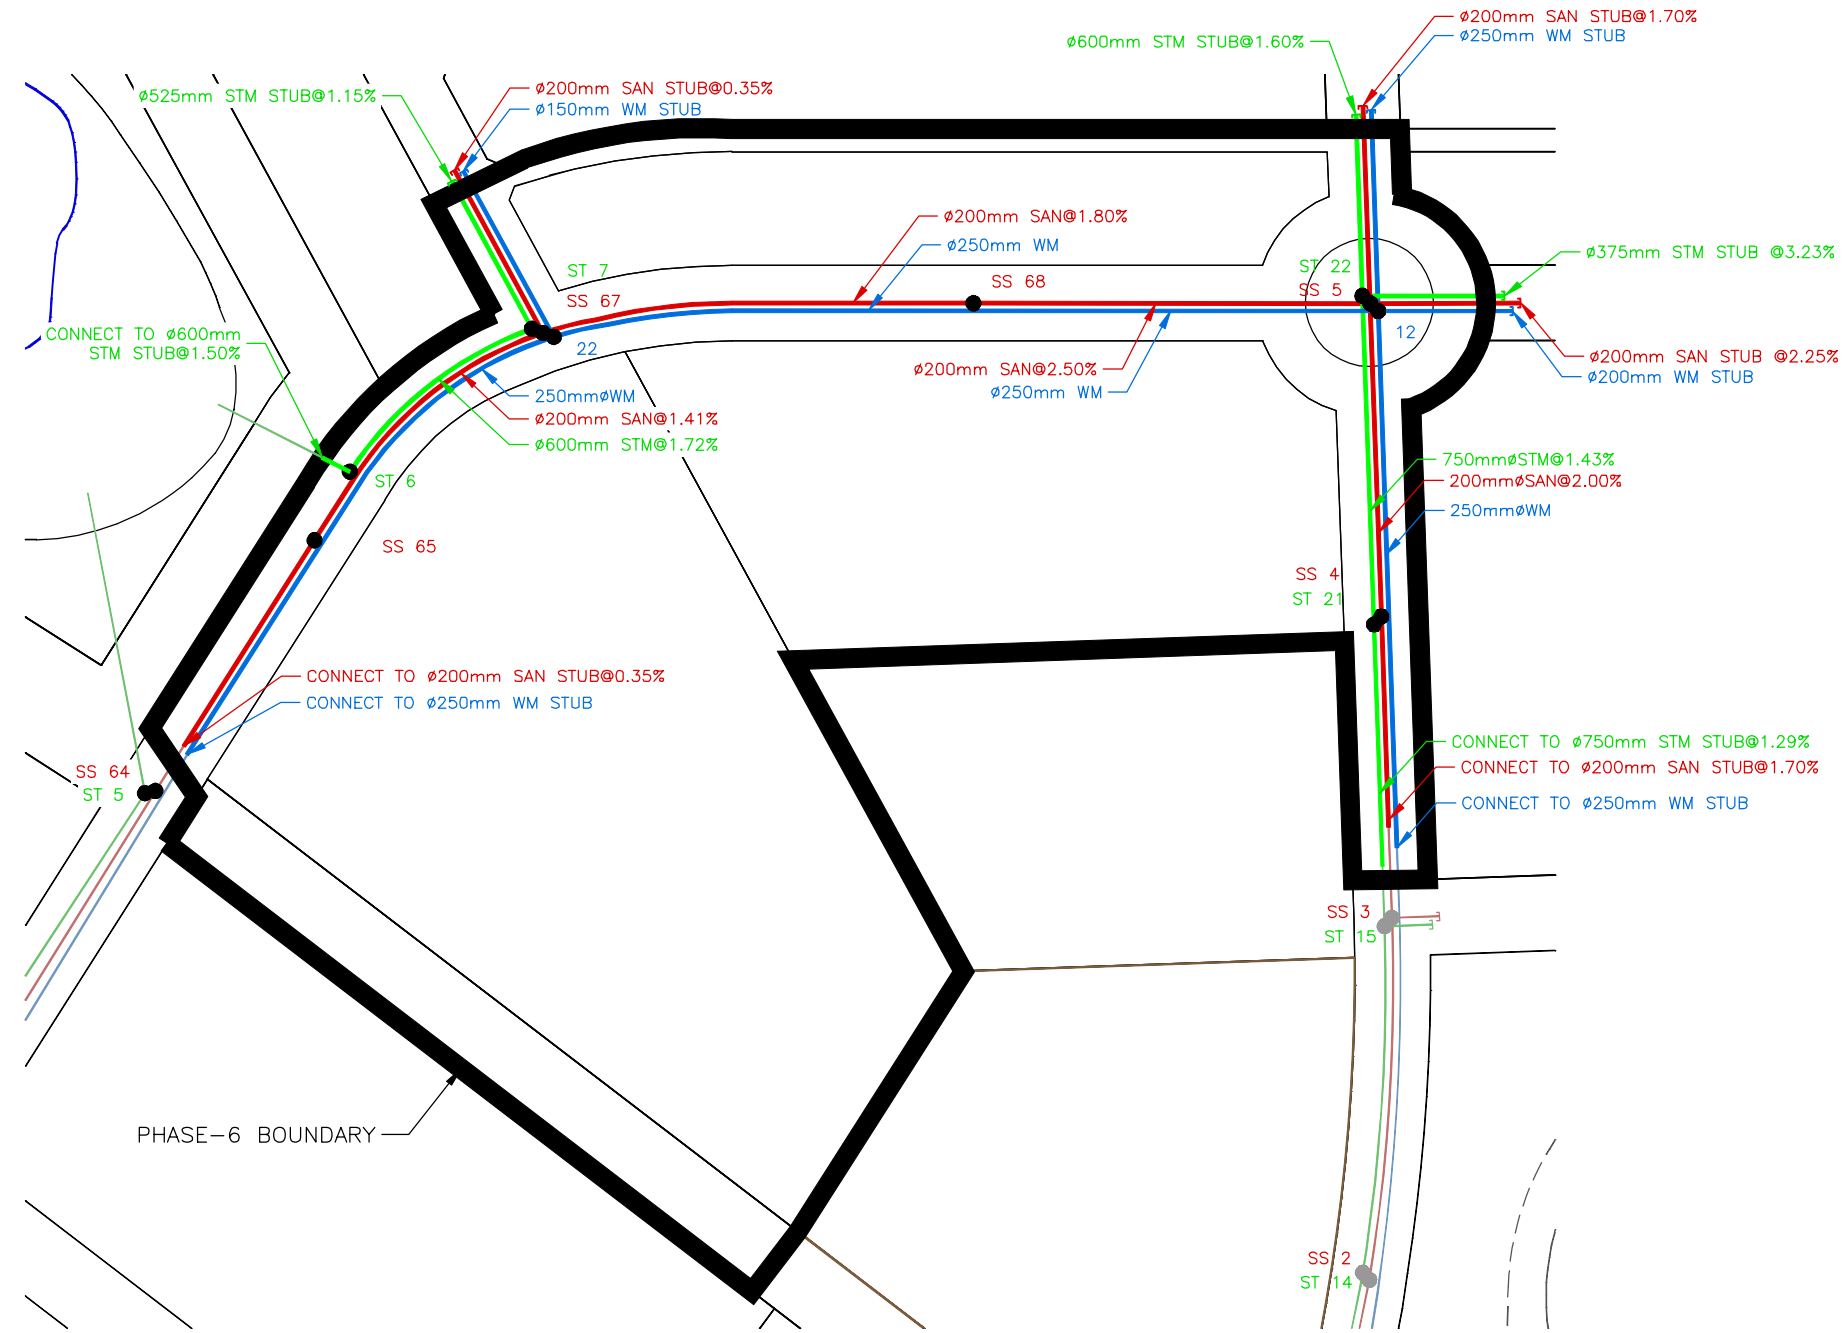 ø200mm SAN STUB@1.70%
ø250mm WM STUB
ø600mm STM STUB@1.60%
ø200mm SAN STUB@0.35%
ø525mm STM STUB@1.15%
ø150mm WM STUB
ø200mm SAN@1.80%
ø250mm WM
ø375mm STM STUB @3.23%
ST 7
ST 22
SS 68
SS 5
SS 67
CONNECT TO ø600mm
STM STUB@1.50%
12
22
ø200mm SAN STUB @2.25%
ø200mm WM STUB
ø200mm SAN@2.50%
ø250mm WM
250mmøWM
ø200mm SAN@1.41%
ø600mm STM@1.72%
750mmøSTM@1.43%
200mmøSAN@2.00%
250mmøWM
ST 6
SS 65
SS 4
ST 21
CONNECT TO ø200mm SAN STUB@0.35%
CONNECT TO ø250mm WM STUB
CONNECT TO ø750mm STM STUB@1.29%
CONNECT TO ø200mm SAN STUB@1.70%
CONNECT TO ø250mm WM STUB
SS 64
ST 5
SS 3
ST 15
PHASE-6 BOUNDARY
SS 2
ST 14